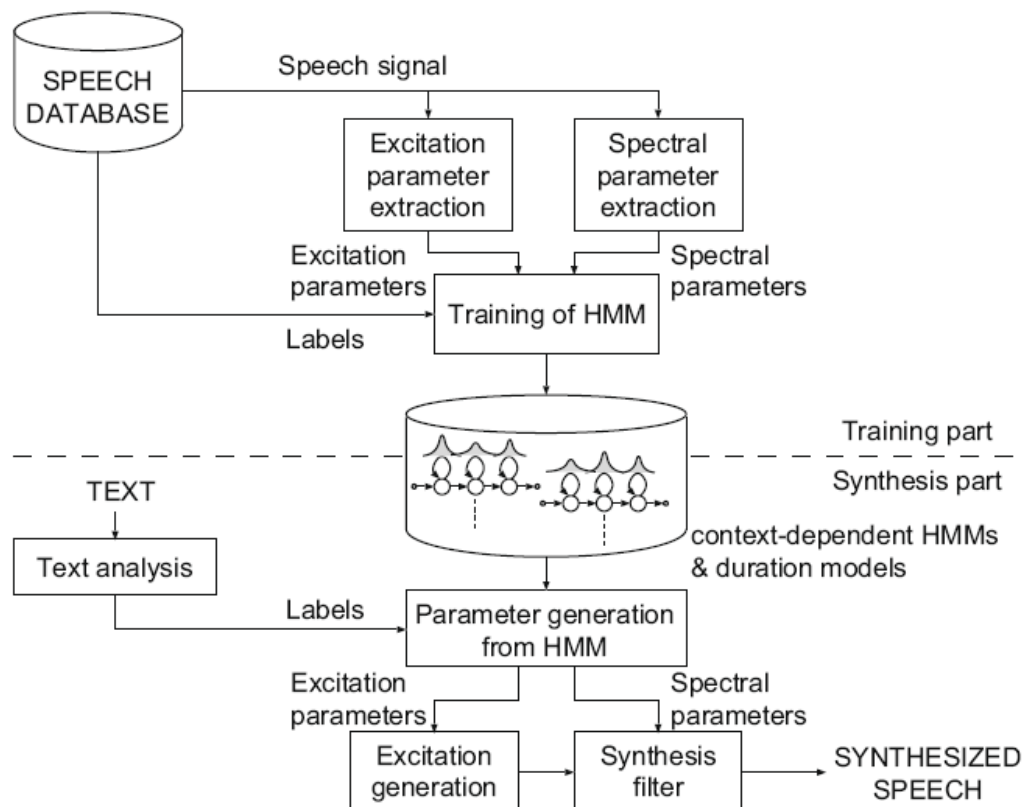 SPEECH
DATABASE
Speech signal
Excitation
parameter
extraction
Spectral
parameter
extraction
Excitation
parameters
Spectral
parameters
Training of HMM
Labels
Training part
Synthesis part
context-dependent HMMs
& duration models
TEXT
Text analysis
Labels
Parameter generation
from HMM
Excitation
parameters
Spectral
parameters
Excitation
generation
Synthesis
filter
SYNTHESIZED
SPEECH